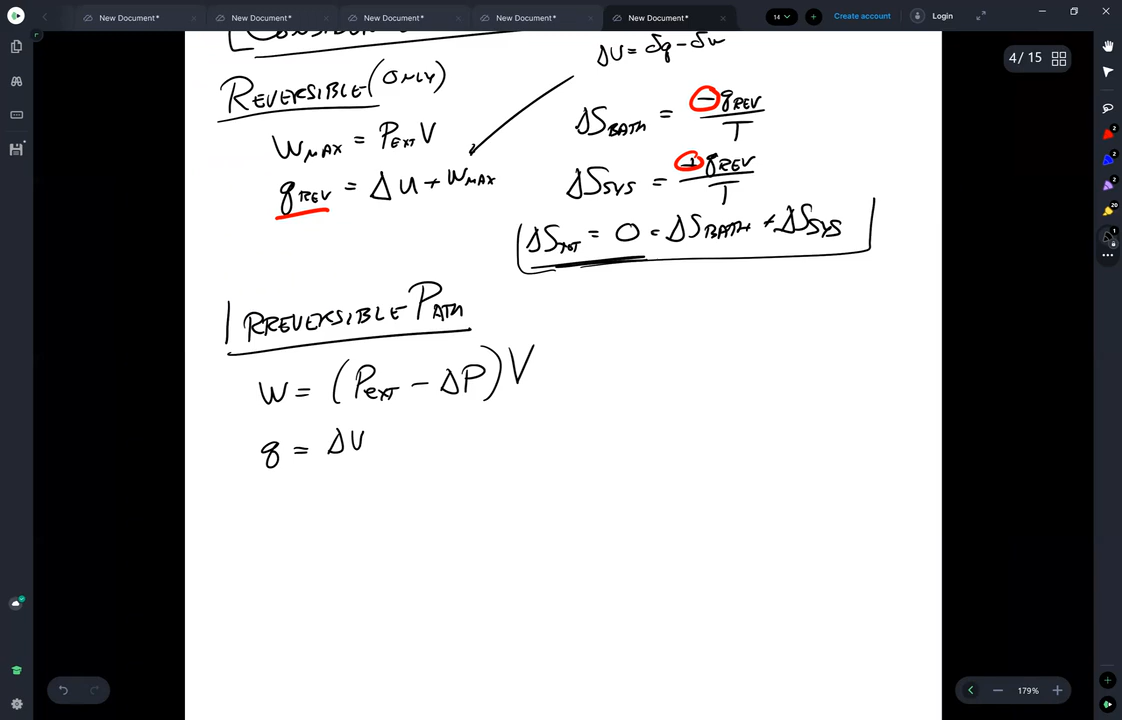 New Document*
New Document*
New Document*
New Document*
New Document*
14
Create account
Login
4/15
ΔU = δq - δw
REVERSIBLE (ONLY)
w_MAX = P_EXT V
q_REV = ΔU + w_MAX
ΔS_BATH = -q_REV / T
ΔS_SYS = +q_REV / T
ΔS_TOT = 0 = ΔS_BATH + ΔS_SYS
IRREVERSIBLE PATH
w = (P_EXT - ΔP) V
q = ΔU
179%